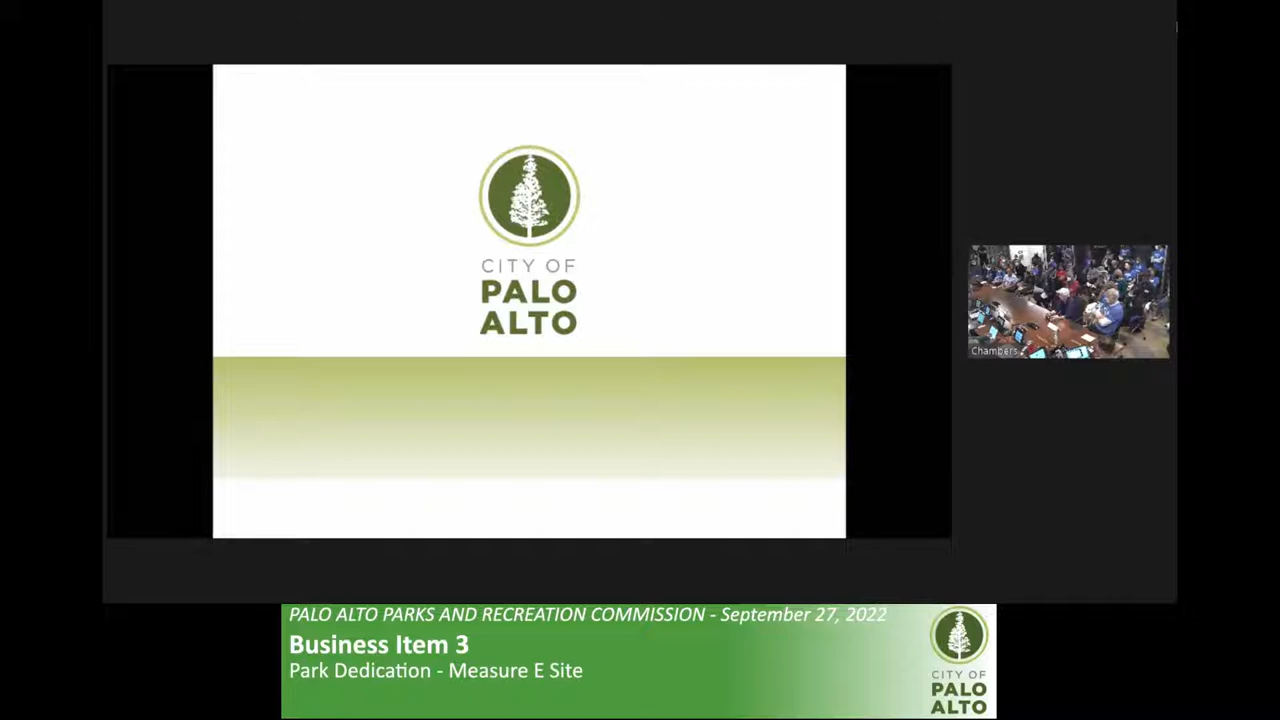 CITY OF
PALO
ALTO
Chambers
PALO ALTO PARKS AND RECREATION COMMISSION - September 27, 2022
Business Item 3
Park Dedication - Measure E Site
CITY OF
PALO
ALTO